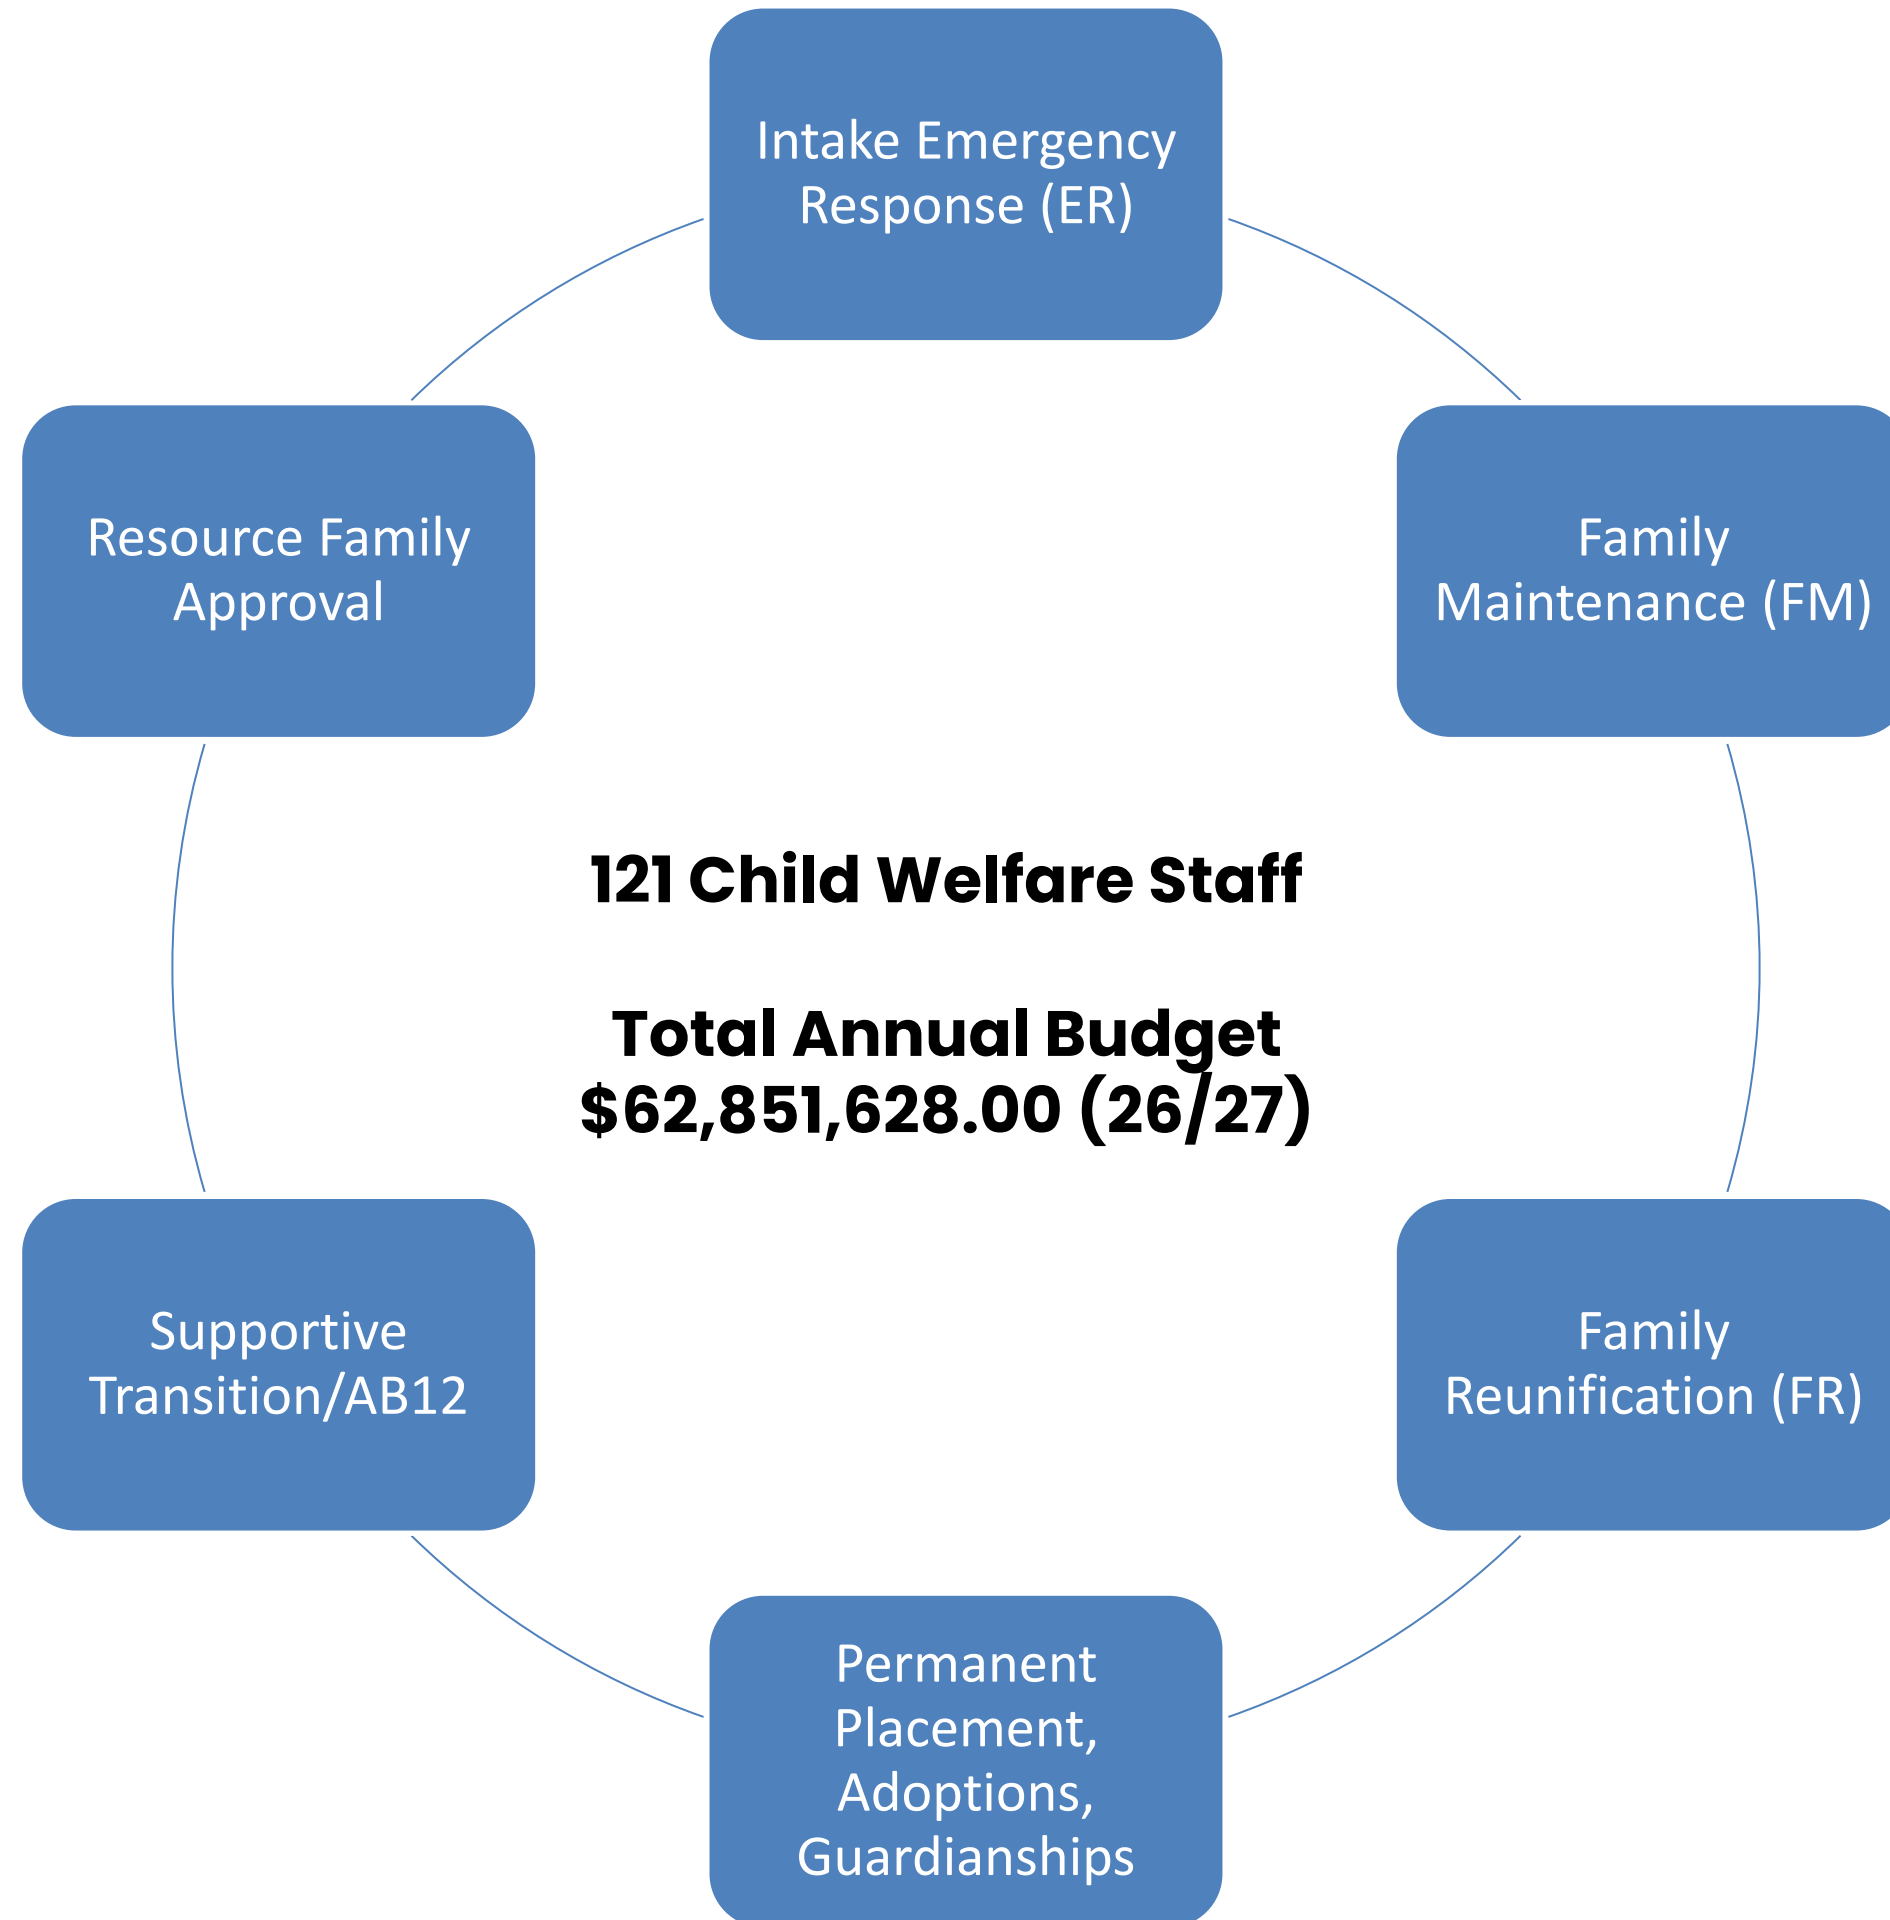 Intake Emergency
Response (ER)
Resource Family
Approval
Family
Maintenance (FM)
121 Child Welfare Staff
Total Annual Budget
$62,851,628.00 (26/27)
Supportive
Transition/AB12
Family
Reunification (FR)
Permanent
Placement,
Adoptions,
Guardianships